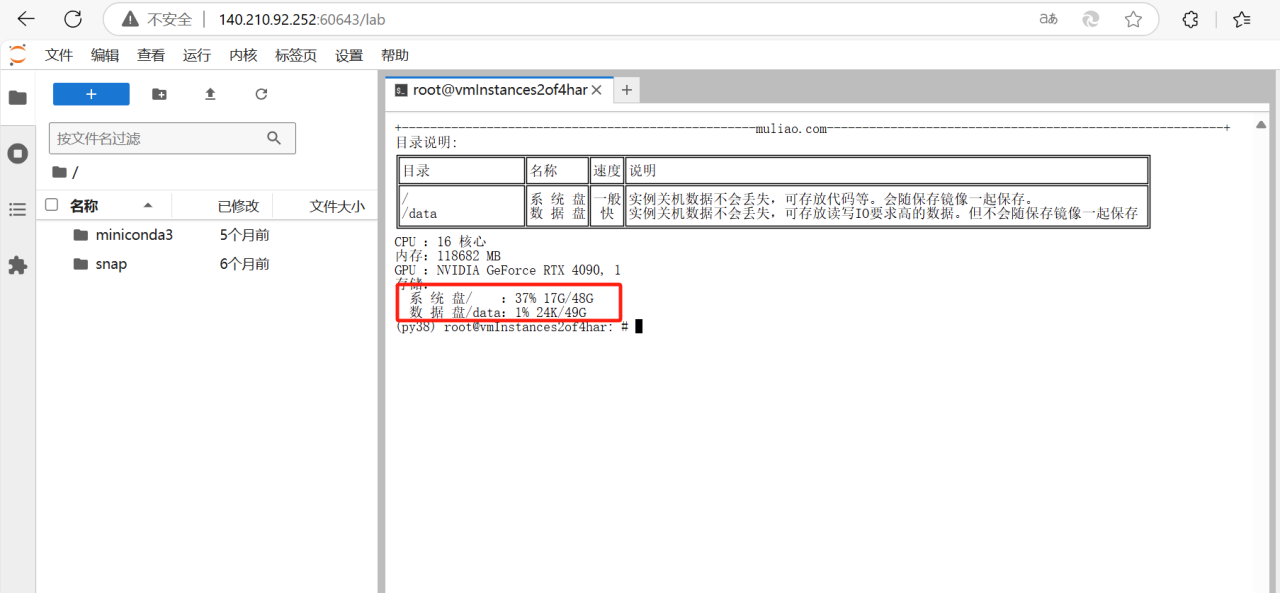 不安全 140.210.92.252:60643/lab
文件 编辑 查看 运行 内核 标签页 设置 帮助
root@vmInstances2of4har
按文件名过滤
/
名称 已修改 文件大小
miniconda3 5个月前
snap 6个月前
+--------------------------------------------------muliao.com--------------------------------------------------------+
目录说明:
目录 名称 速度 说明
/ 系 统 盘 一般 实例关机数据不会丢失，可存放代码等。会随保存镜像一起保存。
/data 数 据 盘 快 实例关机数据不会丢失，可存放读写IO要求高的数据。但不会随保存镜像一起保存
CPU : 16 核心
内存: 118682 MB
GPU : NVIDIA GeForce RTX 4090, 1
存储:
系 统 盘/ : 37% 17G/48G
数 据 盘/data: 1% 24K/49G
(py38) root@vmInstances2of4har: #